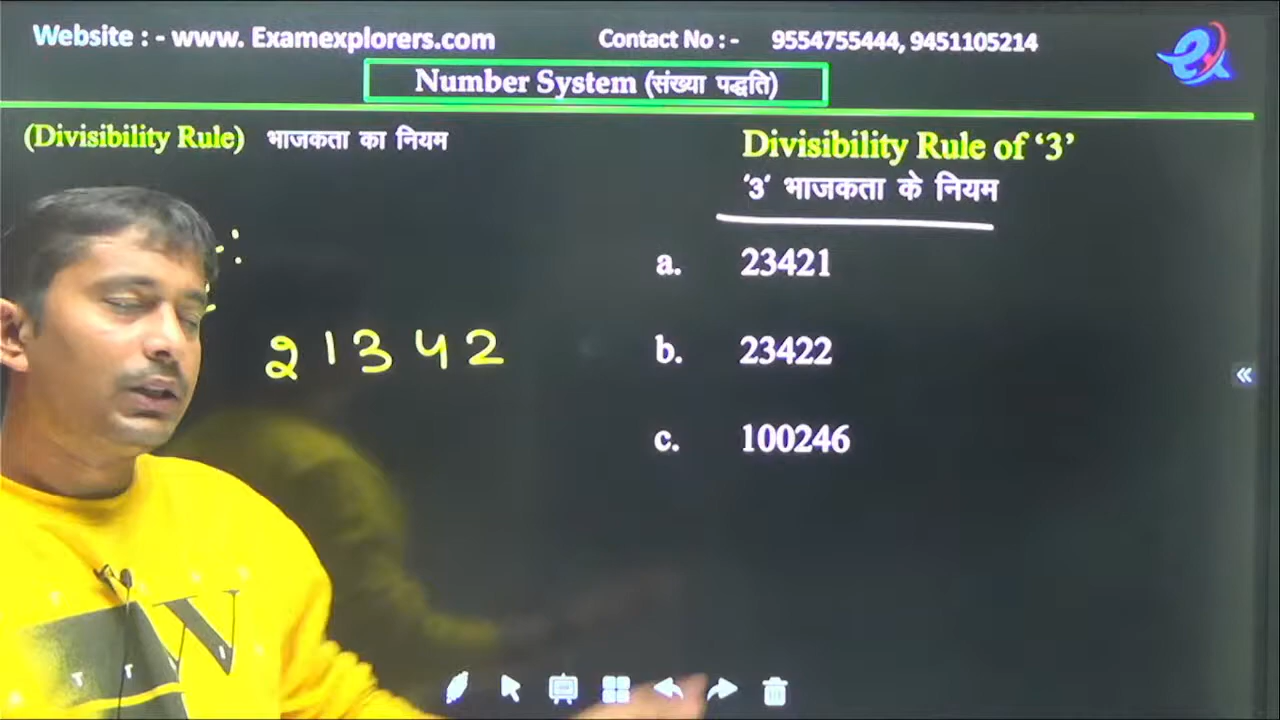 Website : - www. Examexplorers.com Contact No : - 9554755444, 9451105214
Number System (संख्या पद्धति)
(Divisibility Rule) भाजकता का नियम
Divisibility Rule of ‘3’
‘3‘ भाजकता के नियम
a. 23421
21342
b. 23422
c. 100246